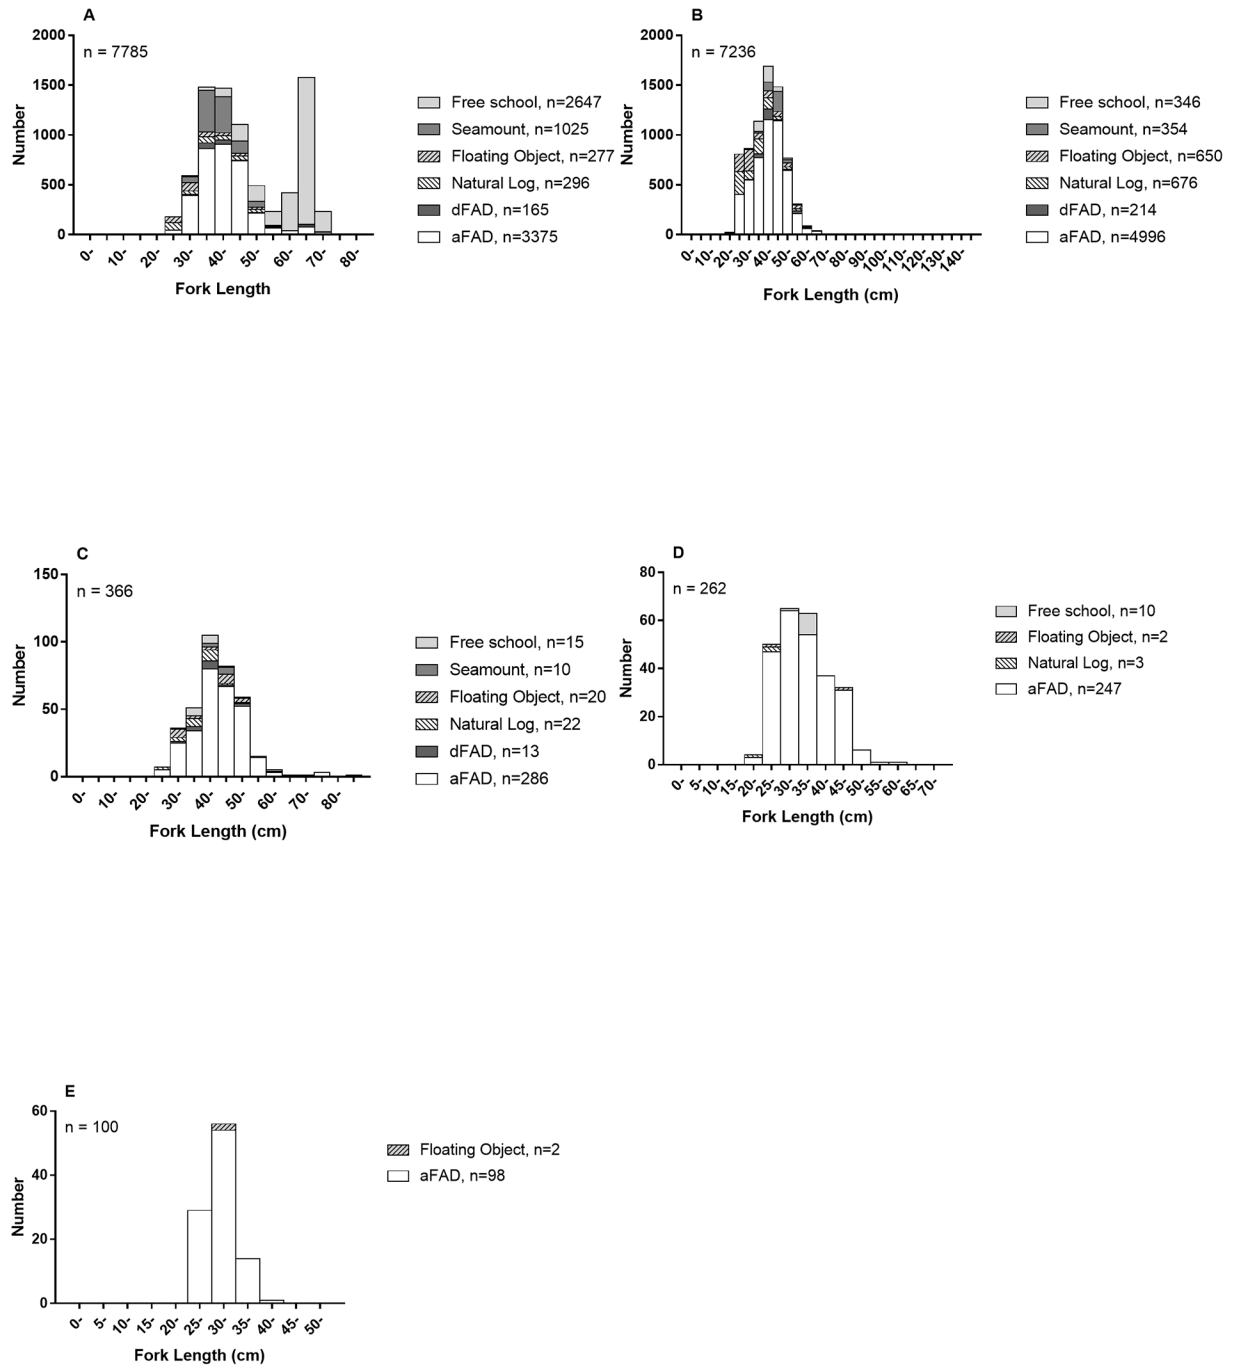 A
2000
1500
1000
500
0
Number
n = 7785
0-
10-
20-
30-
40-
50-
60-
70-
80-
Fork Length
Free school, n=2647
Seamount, n=1025
Floating Object, n=277
Natural Log, n=296
dFAD, n=165
aFAD, n=3375
B
2000
1500
1000
500
0
Number
n = 7236
0-
10-
20-
30-
40-
50-
60-
70-
80-
90-
100-
110-
120-
130-
140-
Fork Length (cm)
Free school, n=346
Seamount, n=354
Floating Object, n=650
Natural Log, n=676
dFAD, n=214
aFAD, n=4996
C
150
100
50
0
Number
n = 366
0-
10-
20-
30-
40-
50-
60-
70-
80-
Fork Length (cm)
Free school, n=15
Seamount, n=10
Floating Object, n=20
Natural Log, n=22
dFAD, n=13
aFAD, n=286
D
80
60
40
20
0
Number
n = 262
0-
5-
10-
15-
20-
25-
30-
35-
40-
45-
50-
55-
60-
65-
70-
Fork Length (cm)
Free school, n=10
Floating Object, n=2
Natural Log, n=3
aFAD, n=247
E
60
40
20
0
Number
n = 100
0-
5-
10-
15-
20-
25-
30-
35-
40-
45-
50-
Fork Length (cm)
Floating Object, n=2
aFAD, n=98